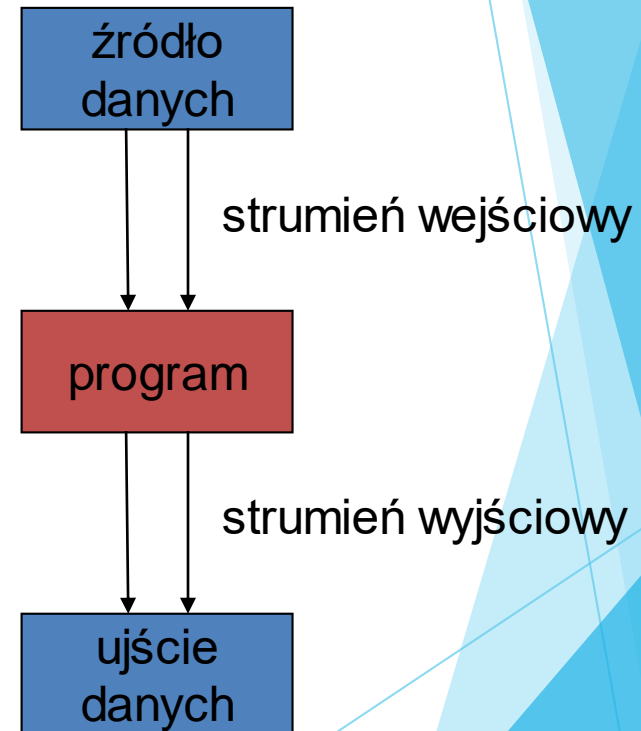 źródło
danych
strumień wejściowy
program
strumień wyjściowy
ujście
danych